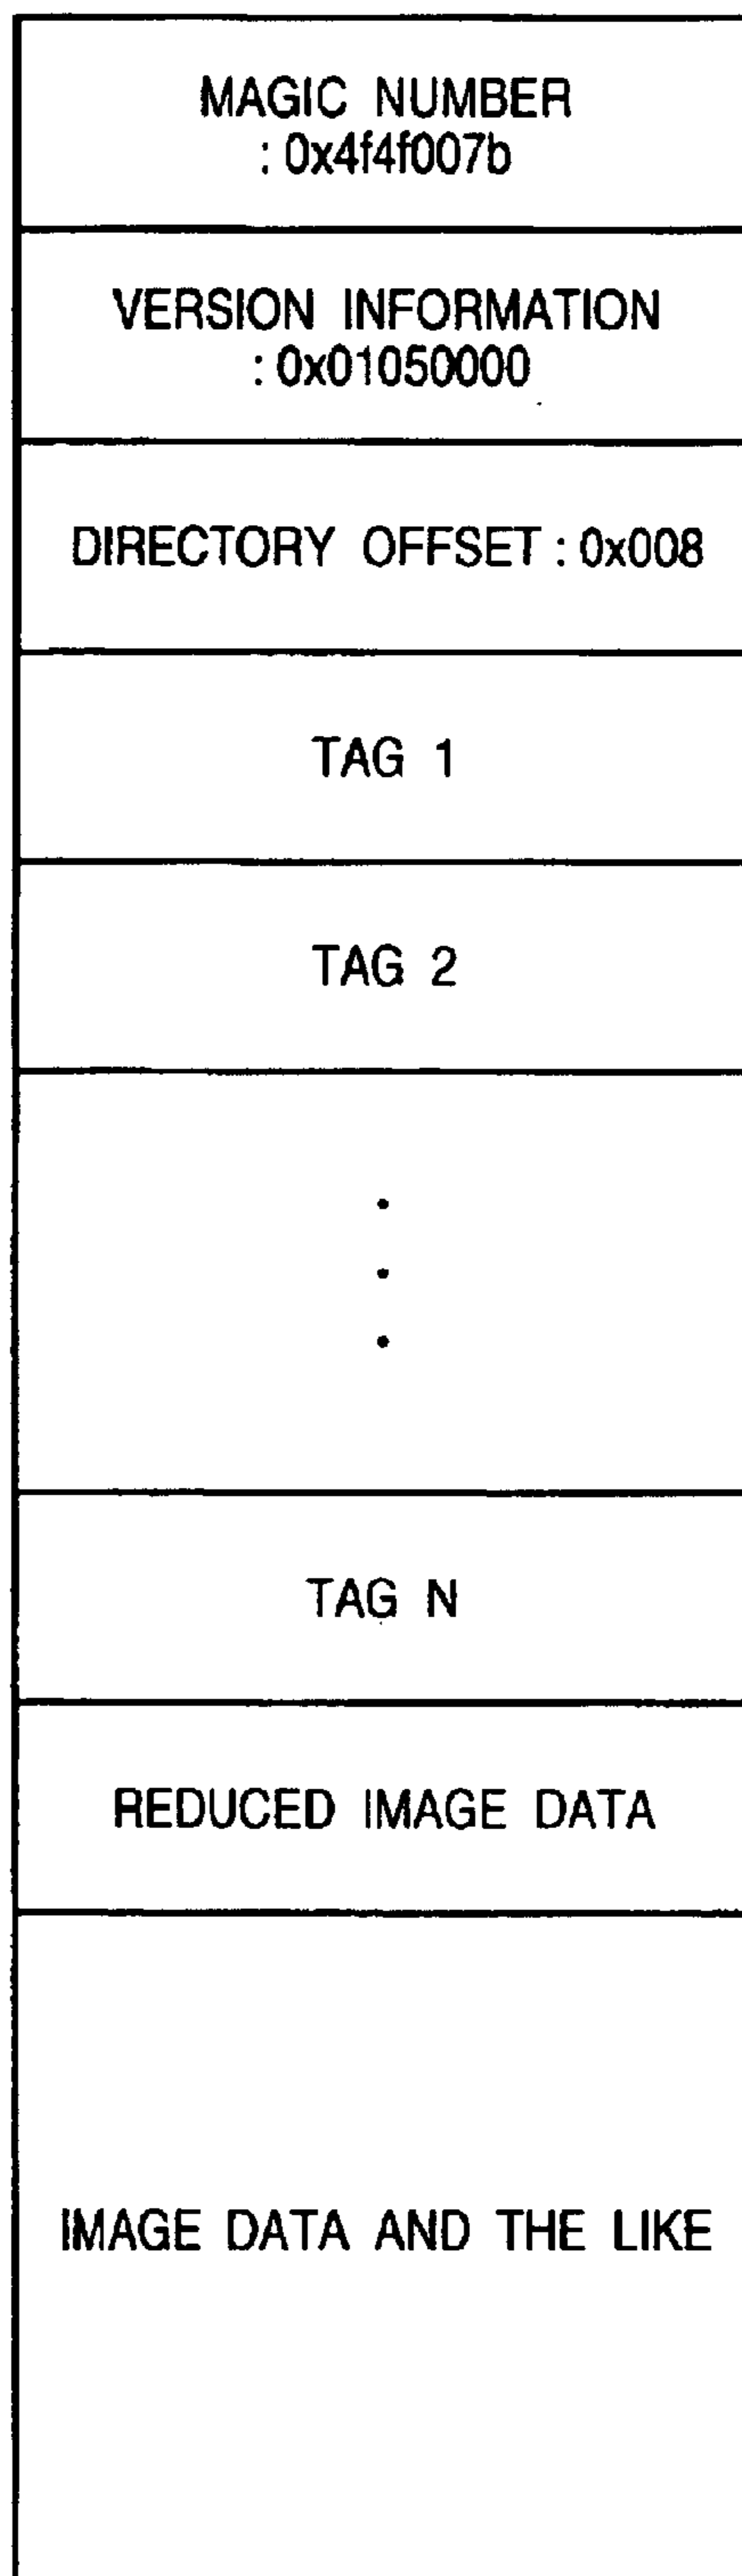 MAGIC NUMBER
: 0x4f4f007b
VERSION INFORMATION
: 0x01050000
DIRECTORY OFFSET : 0x008
TAG 1
TAG 2
TAG N
REDUCED IMAGE DATA
IMAGE DATA AND THE LIKE